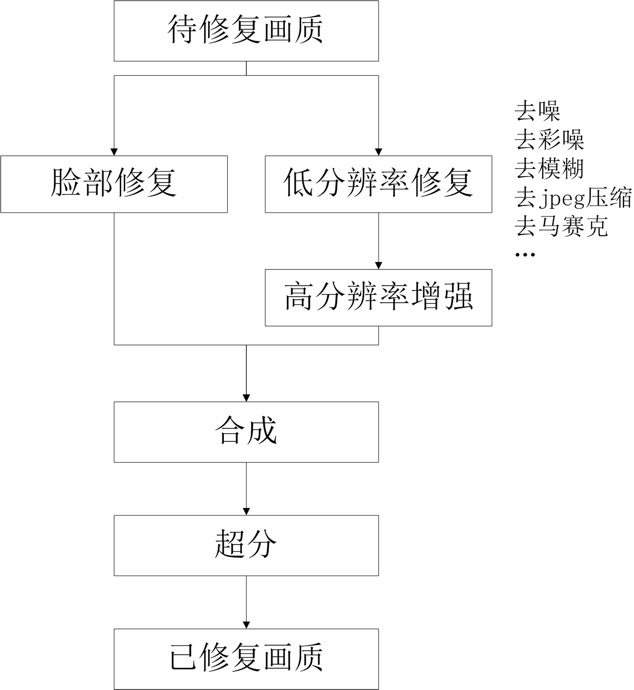 待修复画质
脸部修复
低分辨率修复
去噪
去彩噪
去模糊
去jpeg压缩
去马赛克
…
高分辨率增强
合成
超分
已修复画质